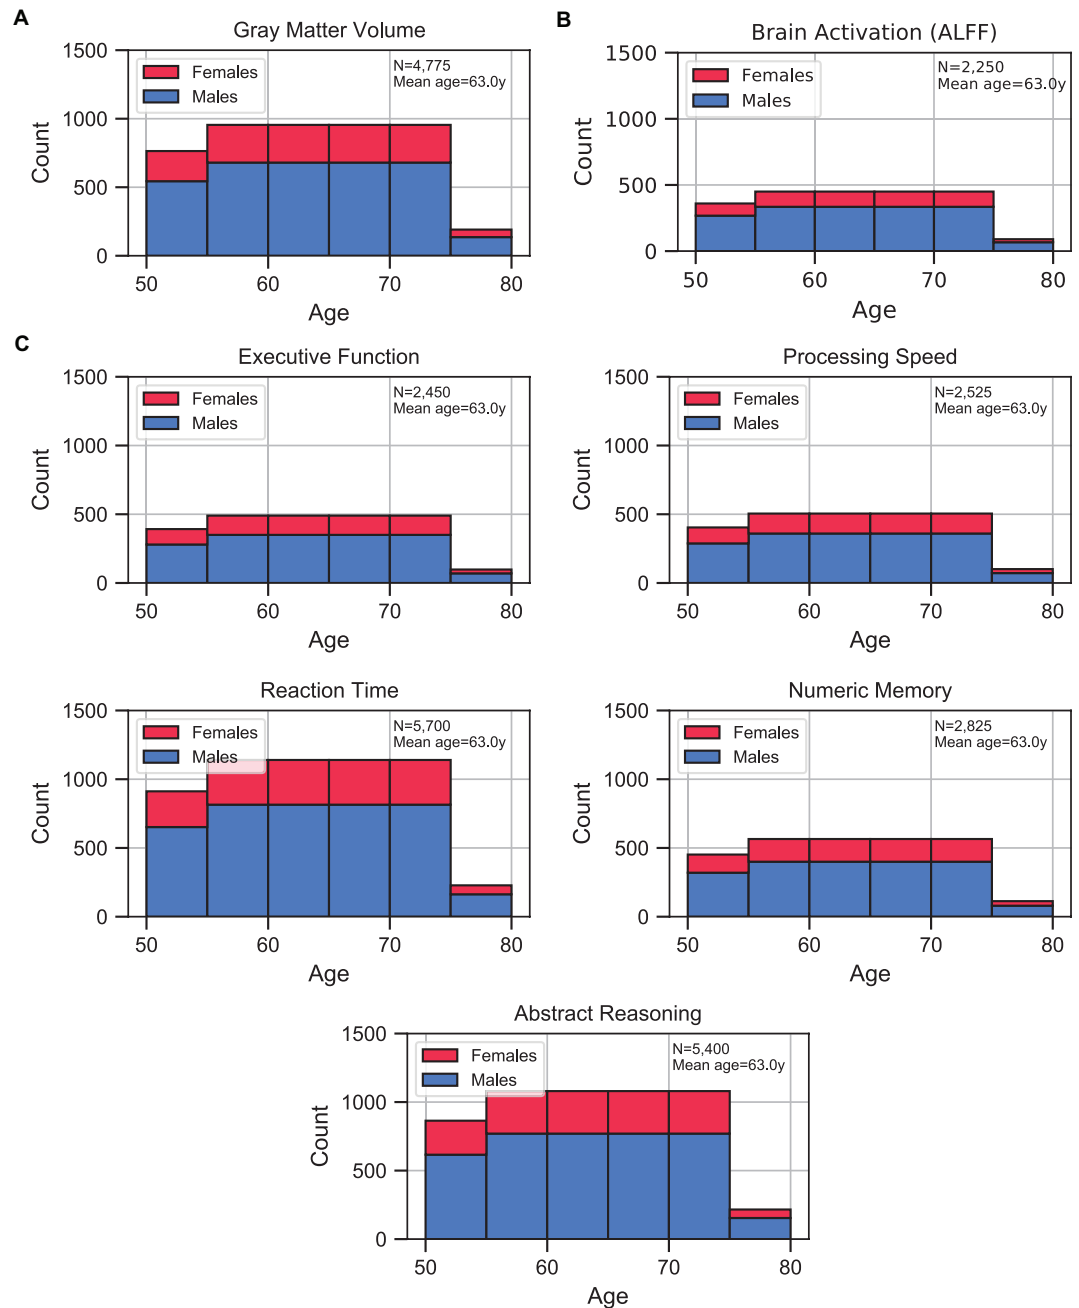 A
Gray Matter Volume
1500
1000
500
0
Count
Females
Males
N=4,775
Mean age=63.0y
50 60 70 80
Age
B
Brain Activation (ALFF)
1500
1000
500
0
Count
Females
Males
N=2,250
Mean age=63.0y
50 60 70 80
Age
C
Executive Function
1500
1000
500
0
Count
Females
Males
N=2,450
Mean age=63.0y
50 60 70 80
Age
Processing Speed
1500
1000
500
0
Count
Females
Males
N=2,525
Mean age=63.0y
50 60 70 80
Age
Reaction Time
1500
1000
500
0
Count
Females
Males
N=5,700
Mean age=63.0y
50 60 70 80
Age
Numeric Memory
1500
1000
500
0
Count
Females
Males
N=2,825
Mean age=63.0y
50 60 70 80
Age
Abstract Reasoning
1500
1000
500
0
Count
Females
Males
N=5,400
Mean age=63.0y
50 60 70 80
Age